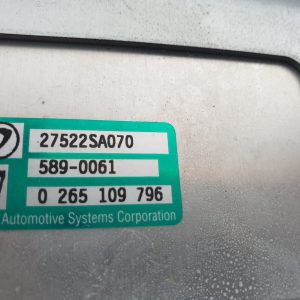 27522SA070
589-0061
0 265 109 796
Automotive Systems Corporation